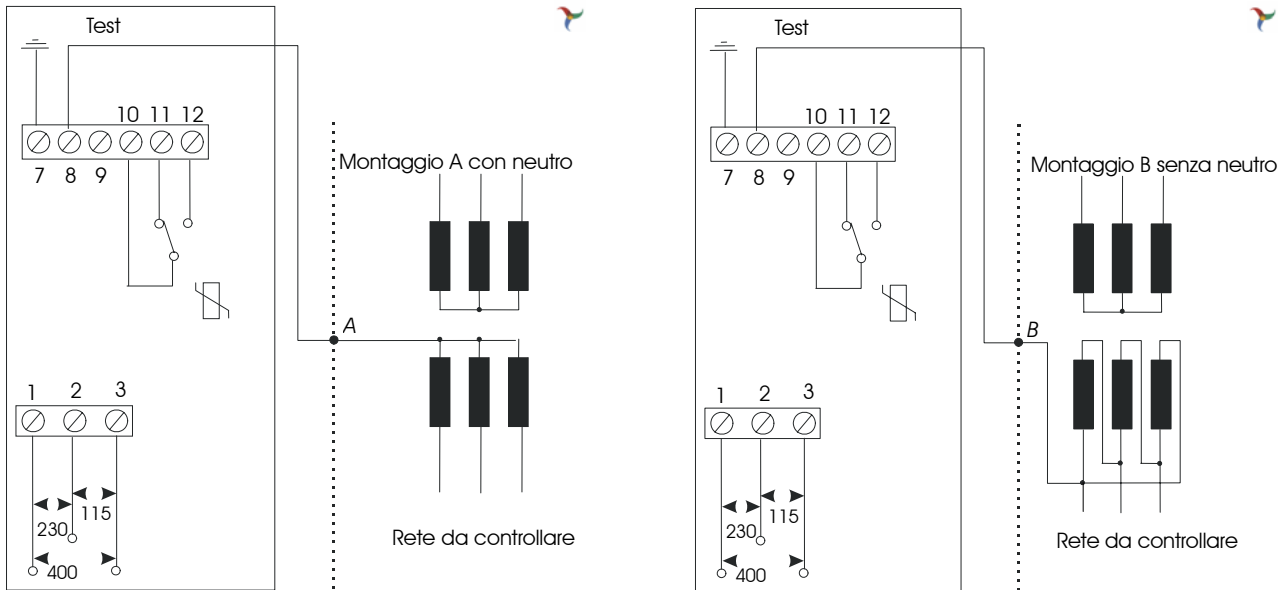 Test
10 11 12
7 8 9
Montaggio A con neutro
A
1 2 3
115
230
400
Rete da controllare
Test
10 11 12
7 8 9
Montaggio B senza neutro
B
1 2 3
115
230
400
Rete da controllare